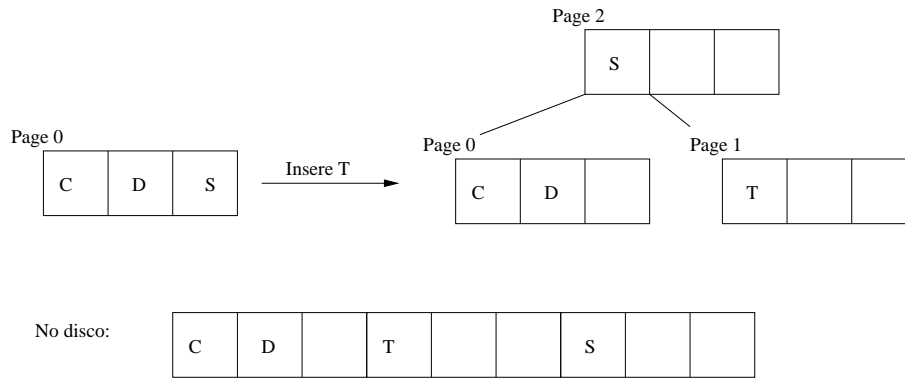 Page 2
S
Page 0
Page 0
Page 1
C D S
Insere T
C D
T
No disco:
C D T S